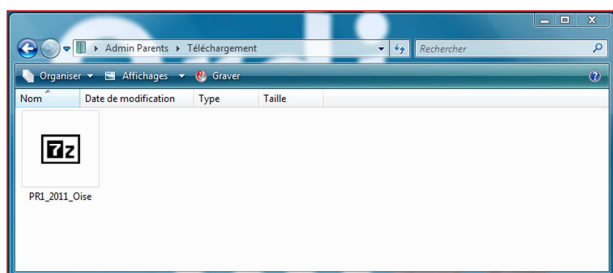 Admin Parents Téléchargement Rechercher
Organiser Affichages Graver
Nom Date de modification Type Taille
7z
PR1_2011_Oise